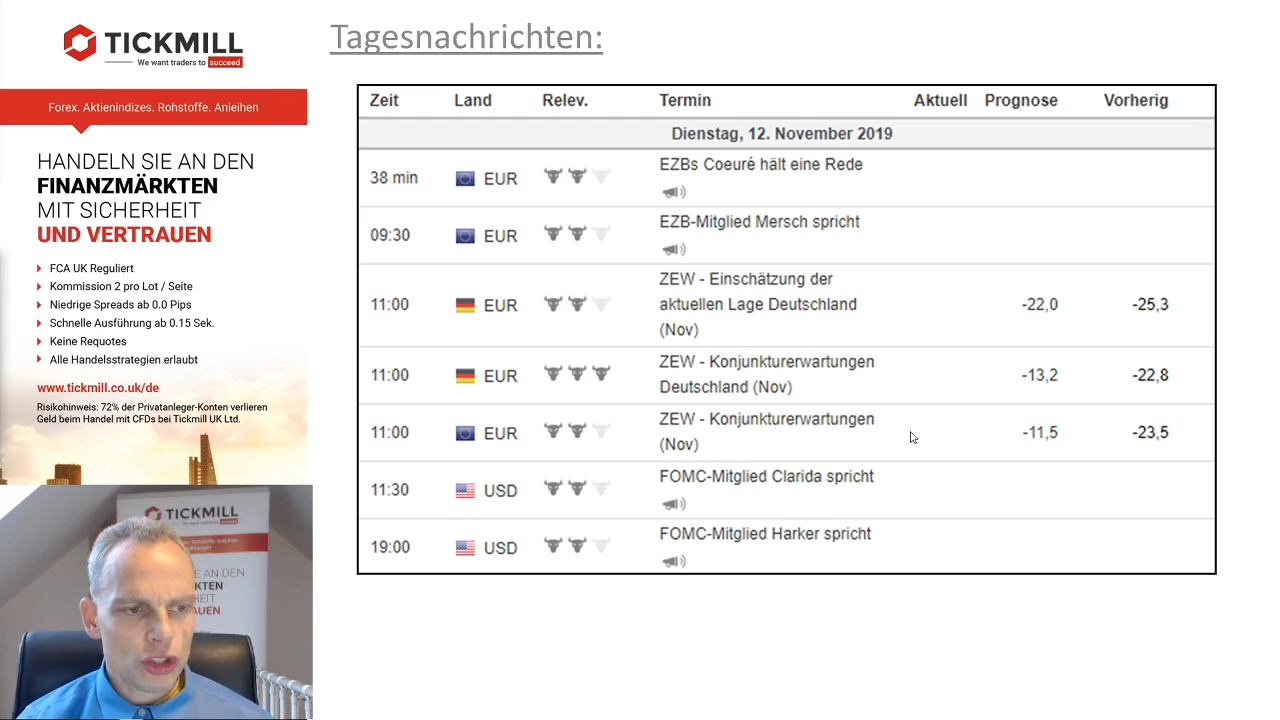 TICKMILL
We want traders to succeed
Forex. Aktienindizes. Rohstoffe. Anleihen
HANDELN SIE AN DEN
FINANZMÄRKTEN
MIT SICHERHEIT
UND VERTRAUEN
FCA UK Reguliert
Kommission 2 pro Lot / Seite
Niedrige Spreads ab 0.0 Pips
Schnelle Ausführung ab 0.15 Sek.
Keine Requotes
Alle Handelsstrategien erlaubt
www.tickmill.co.uk/de
Risikohinweis: 72% der Privatanleger-Konten verlieren
Geld beim Handel mit CFDs bei Tickmill UK Ltd.
Tagesnachrichten:
Zeit Land Relev. Termin Aktuell Prognose Vorherig
Dienstag, 12. November 2019
38 min EUR EZBs Coeuré hält eine Rede
09:30 EUR EZB-Mitglied Mersch spricht
11:00 EUR ZEW - Einschätzung der
aktuellen Lage Deutschland
(Nov) -22,0 -25,3
11:00 EUR ZEW - Konjunkturerwartungen
Deutschland (Nov) -13,2 -22,8
11:00 EUR ZEW - Konjunkturerwartungen
(Nov) -11,5 -23,5
11:30 USD FOMC-Mitglied Clarida spricht
19:00 USD FOMC-Mitglied Harker spricht
TICKMILL
E AN DEN
KTEN
HEIT
AUEN